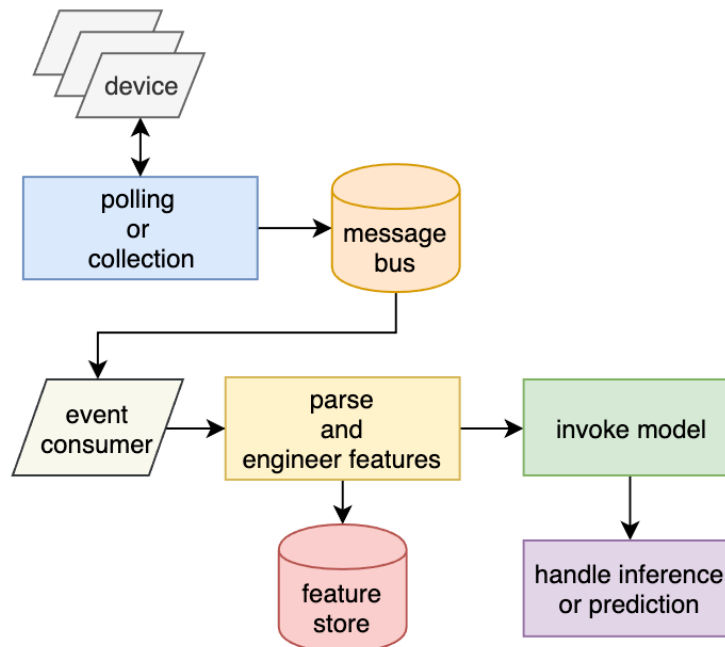 device
polling
or
collection
message
bus
event
consumer
parse
and
engineer features
invoke model
feature
store
handle inference
or prediction